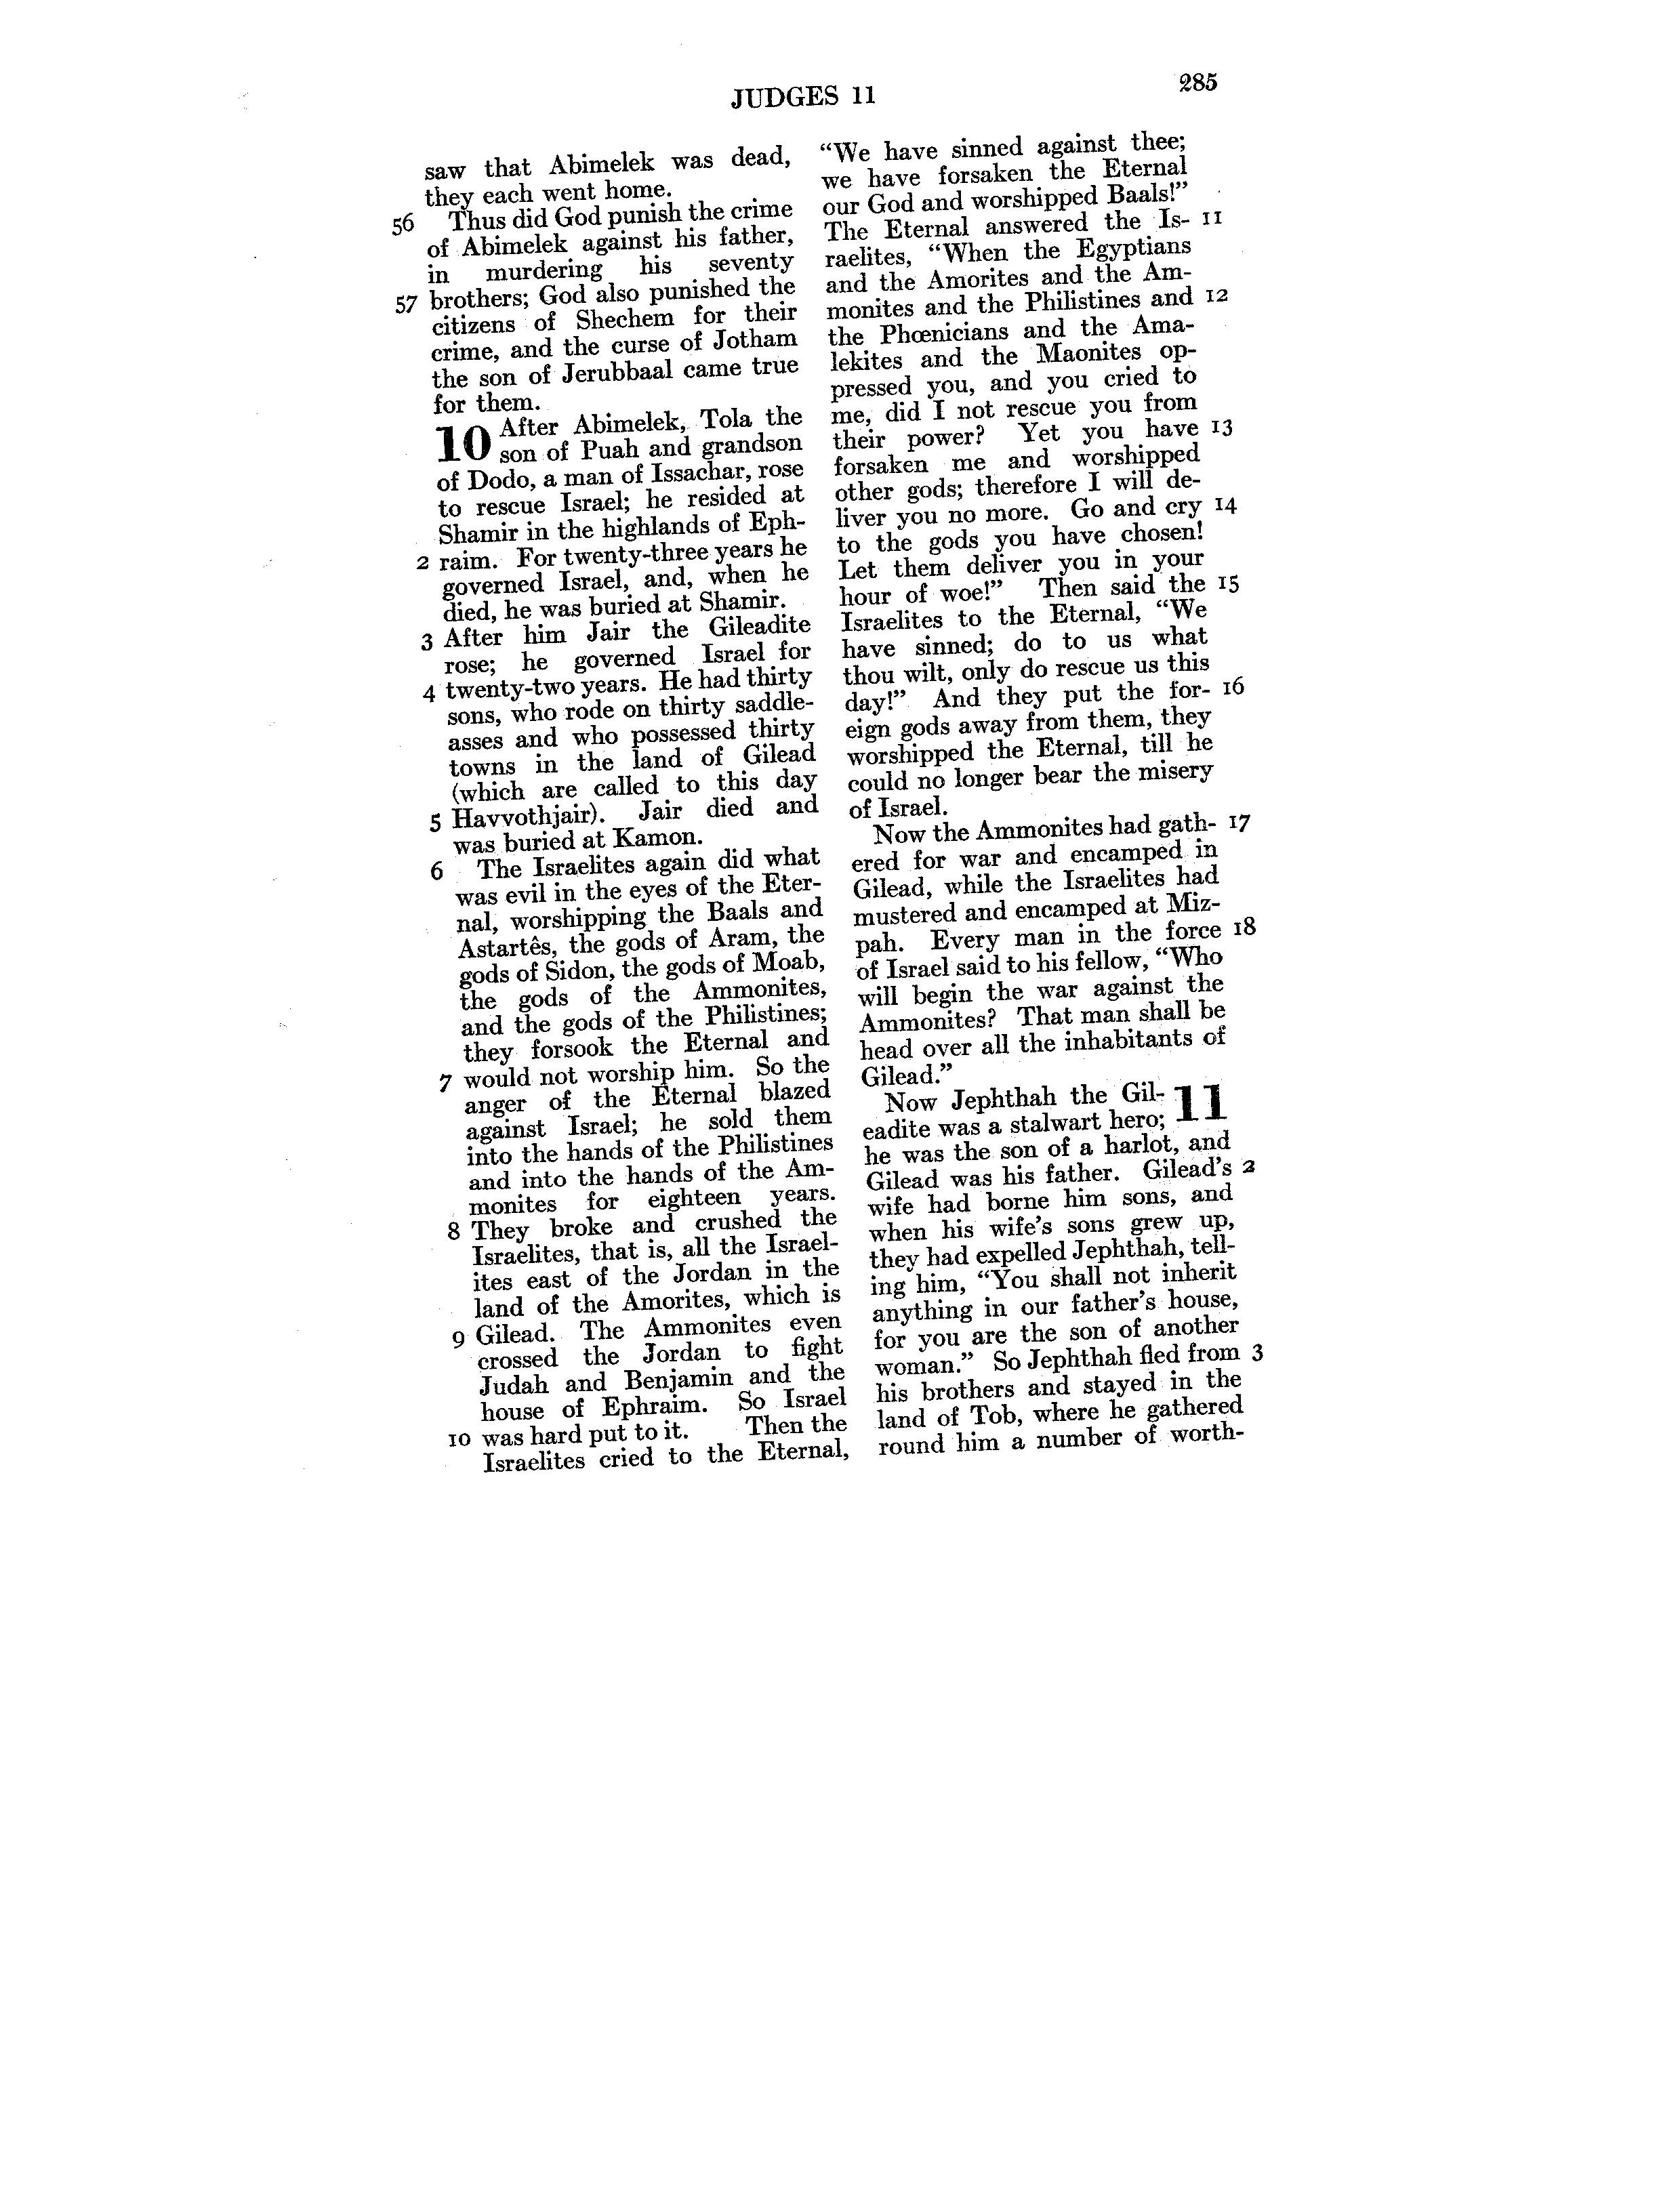 JUDGES 11
285
saw that Abimelek was dead,
they each went home.
56 Thus did God punish the crime
of Abimelek against his father,
in murdering his seventy
57 brothers; God also punished the
citizens of Shechem for their
crime, and the curse of Jotham
the son of Jerubbaal came true
for them.
10 After Abimelek, Tola the
son of Puah and grandson
of Dodo, a man of Issachar, rose
to rescue Israel; he resided at
Shamir in the highlands of Eph-
2 raim. For twenty-three years he
governed Israel, and, when he
died, he was buried at Shamir.
3 After him Jair the Gileadite
rose; he governed Israel for
4 twenty-two years. He had thirty
sons, who rode on thirty saddle-
asses and who possessed thirty
towns in the land of Gilead
(which are called to this day
5 Havvothjair). Jair died and
was buried at Kamon.
6 The Israelites again did what
was evil in the eyes of the Eter-
nal, worshipping the Baals and
Astartês, the gods of Aram, the
gods of Sidon, the gods of Moab,
the gods of the Ammonites,
and the gods of the Philistines;
they forsook the Eternal and
7 would not worship him. So the
anger of the Eternal blazed
against Israel; he sold them
into the hands of the Philistines
and into the hands of the Am-
monites for eighteen years.
8 They broke and crushed the
Israelites, that is, all the Israel-
ites east of the Jordan in the
land of the Amorites, which is
9 Gilead. The Ammonites even
crossed the Jordan to fight
Judah and Benjamin and the
house of Ephraim. So Israel
10 was hard put to it. Then the
Israelites cried to the Eternal,
“We have sinned against thee;
we have forsaken the Eternal
our God and worshipped Baals!”
The Eternal answered the Is- 11
raelites, “When the Egyptians
and the Amorites and the Am-
monites and the Philistines and 12
the Phœnicians and the Ama-
lekites and the Maonites op-
pressed you, and you cried to
me, did I not rescue you from
their power? Yet you have 13
forsaken me and worshipped
other gods; therefore I will de-
liver you no more. Go and cry 14
to the gods you have chosen!
Let them deliver you in your
hour of woe!” Then said the 15
Israelites to the Eternal, “We
have sinned; do to us what
thou wilt, only do rescue us this
day!” And they put the for- 16
eign gods away from them, they
worshipped the Eternal, till he
could no longer bear the misery
of Israel.
Now the Ammonites had gath- 17
ered for war and encamped in
Gilead, while the Israelites had
mustered and encamped at Miz-
pah. Every man in the force 18
of Israel said to his fellow, “Who
will begin the war against the
Ammonites? That man shall be
head over all the inhabitants of
Gilead.”
Now Jephthah the Gil- 11
eadite was a stalwart hero;
he was the son of a harlot, and
Gilead was his father. Gilead’s 2
wife had borne him sons, and
when his wife’s sons grew up,
they had expelled Jephthah, tell-
ing him, “You shall not inherit
anything in our father’s house,
for you are the son of another
woman.” So Jephthah fled from 3
his brothers and stayed in the
land of Tob, where he gathered
round him a number of worth-